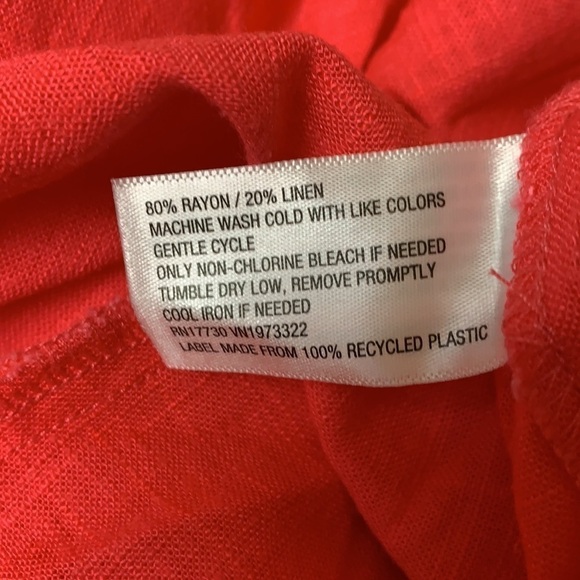 80% RAYON / 20% LINEN
MACHINE WASH COLD WITH LIKE COLORS
GENTLE CYCLE
ONLY NON-CHLORINE BLEACH IF NEEDED
TUMBLE DRY LOW, REMOVE PROMPTLY
COOL IRON IF NEEDED
RN17730 VN1973322
LABEL MADE FROM 100% RECYCLED PLASTIC